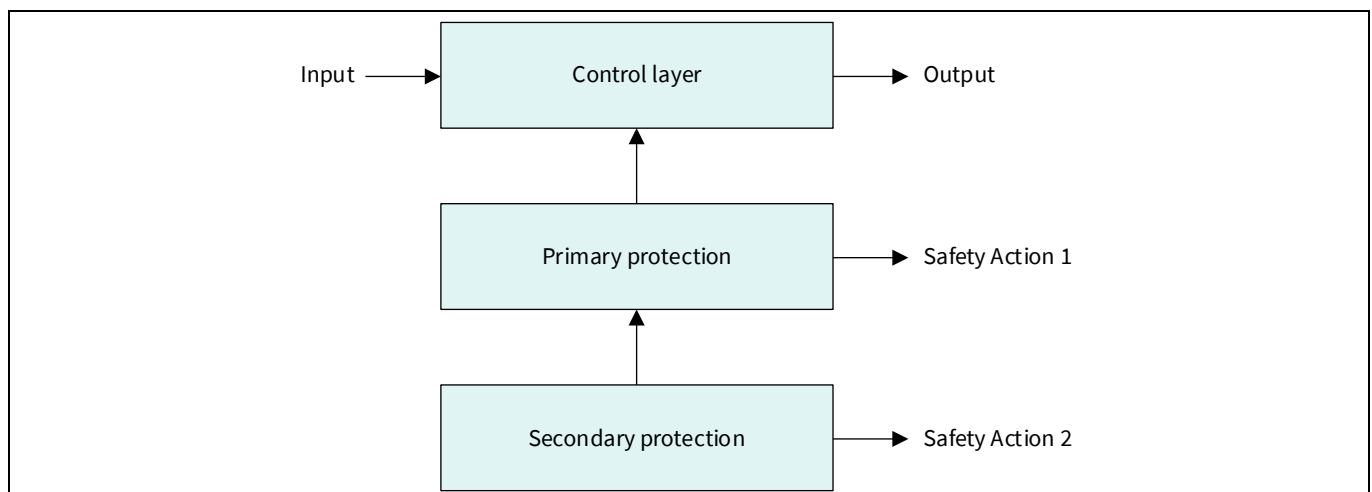 Input
Control layer
Output
Primary protection
Safety Action 1
Secondary protection
Safety Action 2